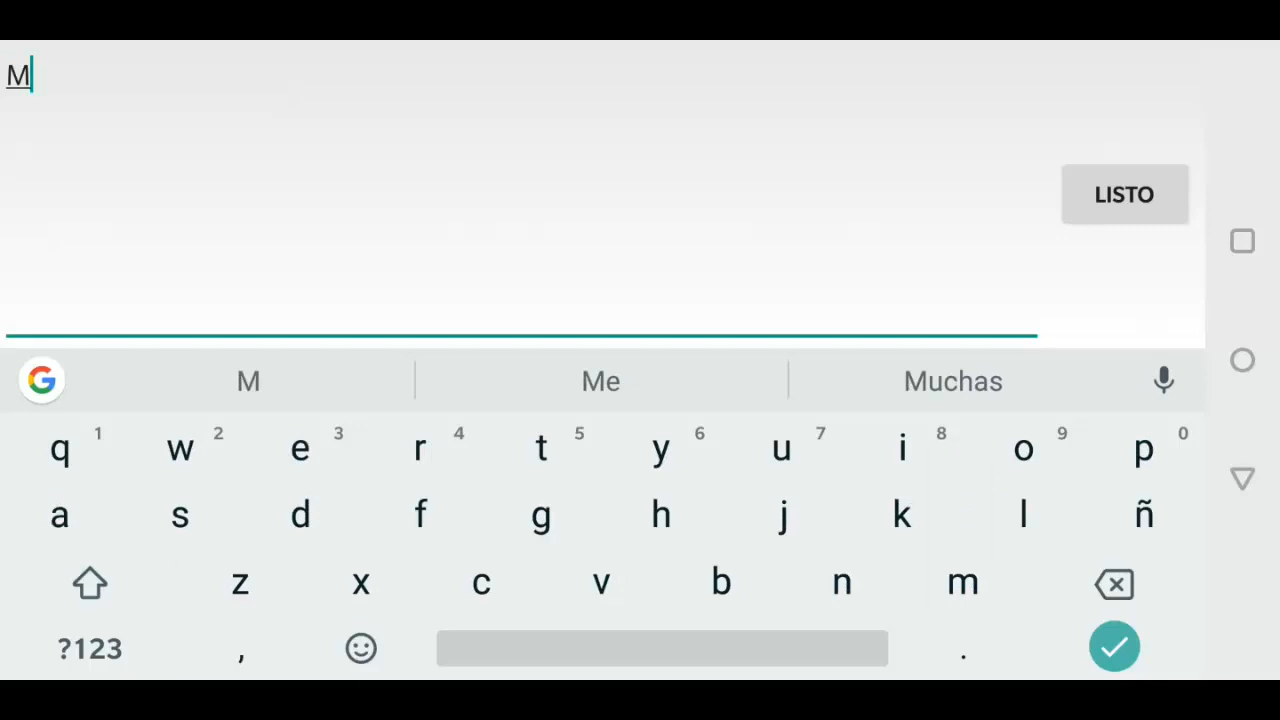 M
LISTO
M Me Muchas
q 1 w 2 e 3 r 4 t 5 y 6 u 7 i 8 o 9 p 0
a s d f g h j k l ñ
z x c v b n m
?123 , .